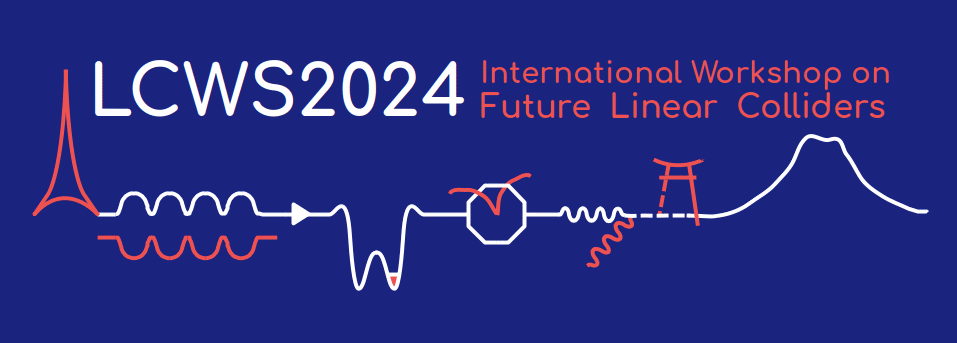 LCWS2024
International Workshop on
Future Linear Colliders